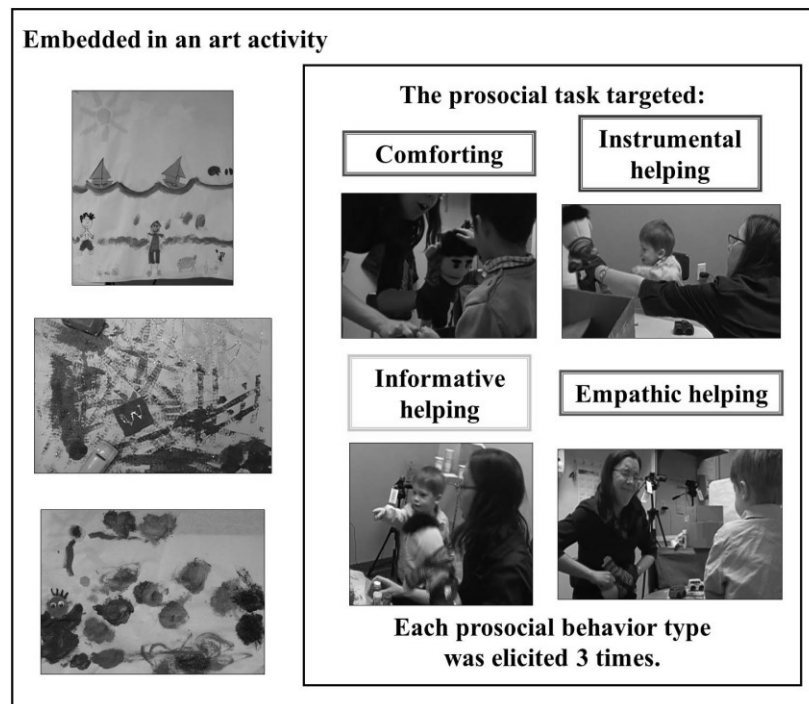 Embedded in an art activity
The prosocial task targeted:
Comforting
Instrumental
helping
Informative
helping
Empathic helping
Each prosocial behavior type
was elicited 3 times.